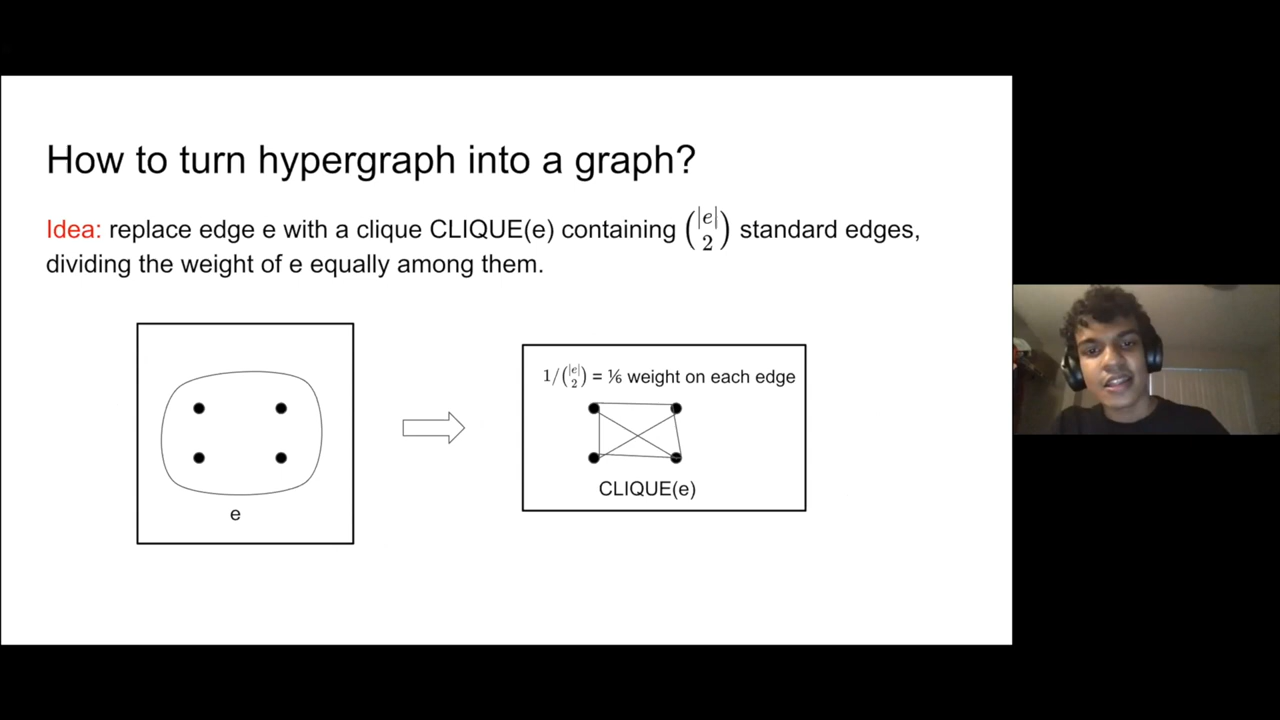 How to turn hypergraph into a graph?
Idea: replace edge e with a clique CLIQUE(e) containing (|e| 2) standard edges,
dividing the weight of e equally among them.
e
1/(|e| 2) = ⅙ weight on each edge
CLIQUE(e)